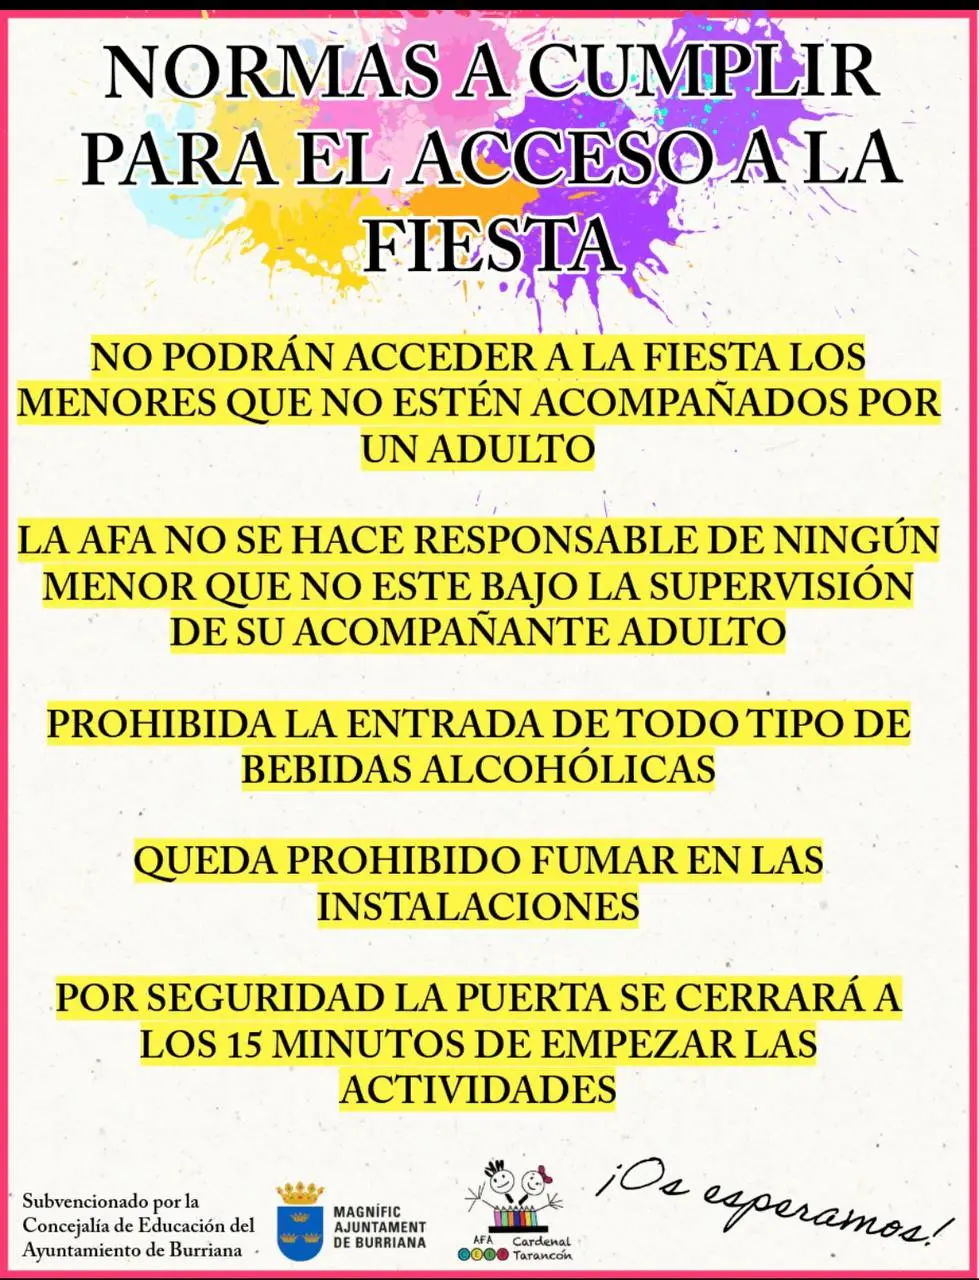 NORMAS A CUMPLIR
PARA EL ACCESO A LA
FIESTA
NO PODRÁN ACCEDER A LA FIESTA LOS
MENORES QUE NO ESTÉN ACOMPAÑADOS POR
UN ADULTO
LA AFA NO SE HACE RESPONSABLE DE NINGÚN
MENOR QUE NO ESTE BAJO LA SUPERVISIÓN
DE SU ACOMPAÑANTE ADULTO
PROHIBIDA LA ENTRADA DE TODO TIPO DE
BEBIDAS ALCOHÓLICAS
QUEDA PROHIBIDO FUMAR EN LAS
INSTALACIONES
POR SEGURIDAD LA PUERTA SE CERRARÁ A
LOS 15 MINUTOS DE EMPEZAR LAS
ACTIVIDADES
Subvencionado por la
Concejalía de Educación del
Ayuntamiento de Burriana
MAGNÍFIC
AJUNTAMENT
DE BURRIANA
AFA Cardenal
CEIP Tarancón
¡Os esperamos!